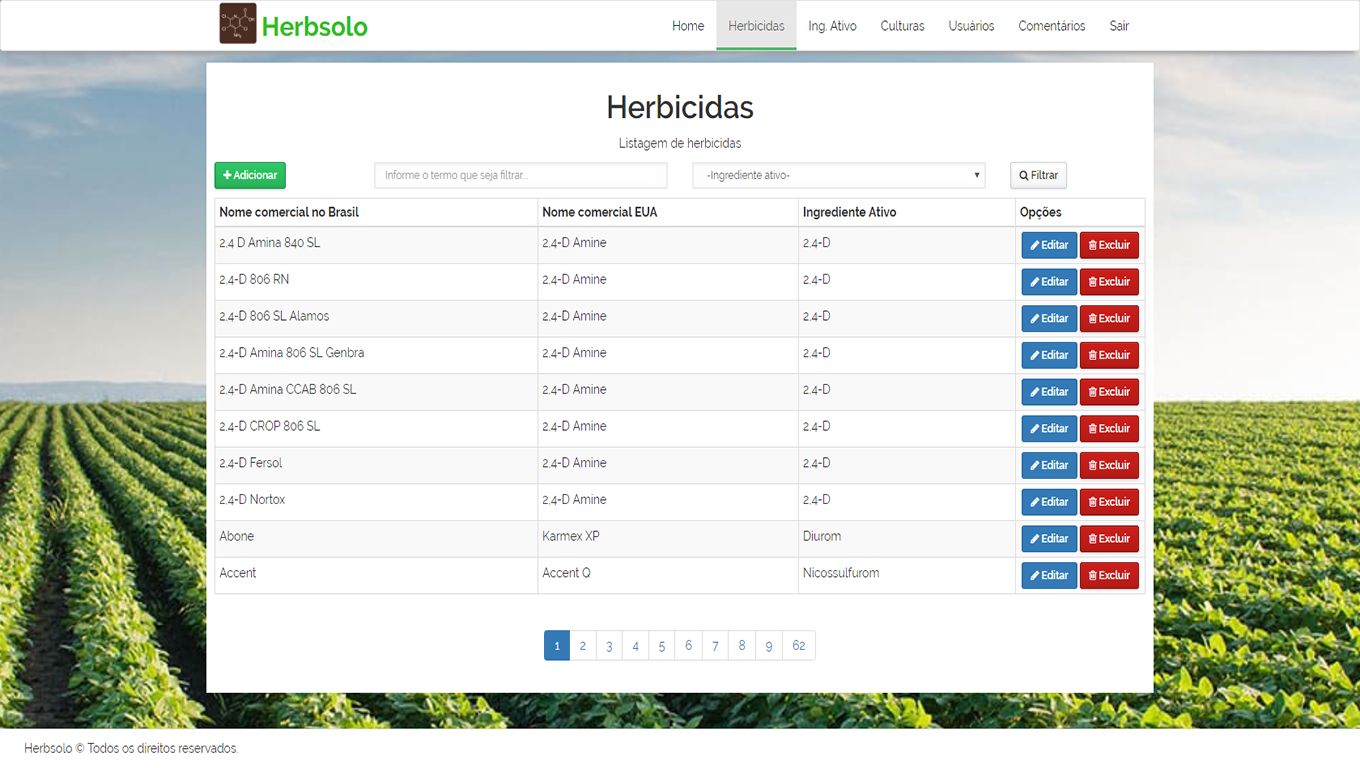 Herbsolo Home Herbicidas Ing. Ativo Culturas Usuários Comentários Sair
Herbicidas
Listagem de herbicidas
Adicionar Informe o termo que seja filtrar... -Ingrediente ativo- Filtrar
Nome comercial no Brasil Nome comercial EUA Ingrediente Ativo Opções
2.4 D Amina 840 SL 2.4-D Amine 2.4-D Editar Excluir
2.4-D 806 RN 2.4-D Amine 2.4-D Editar Excluir
2.4-D 806 SL Alamos 2.4-D Amine 2.4-D Editar Excluir
2.4-D Amina 806 SL Genbra 2.4-D Amine 2.4-D Editar Excluir
2.4-D Amina CCAB 806 SL 2.4-D Amine 2.4-D Editar Excluir
2.4-D CROP 806 SL 2.4-D Amine 2.4-D Editar Excluir
2.4-D Fersol 2.4-D Amine 2.4-D Editar Excluir
2.4-D Nortox 2.4-D Amine 2.4-D Editar Excluir
Abone Karmex XP Diurom Editar Excluir
Accent Accent Q Nicossulfurom Editar Excluir
1 2 3 4 5 6 7 8 9 62
Herbsolo © Todos os direitos reservados.